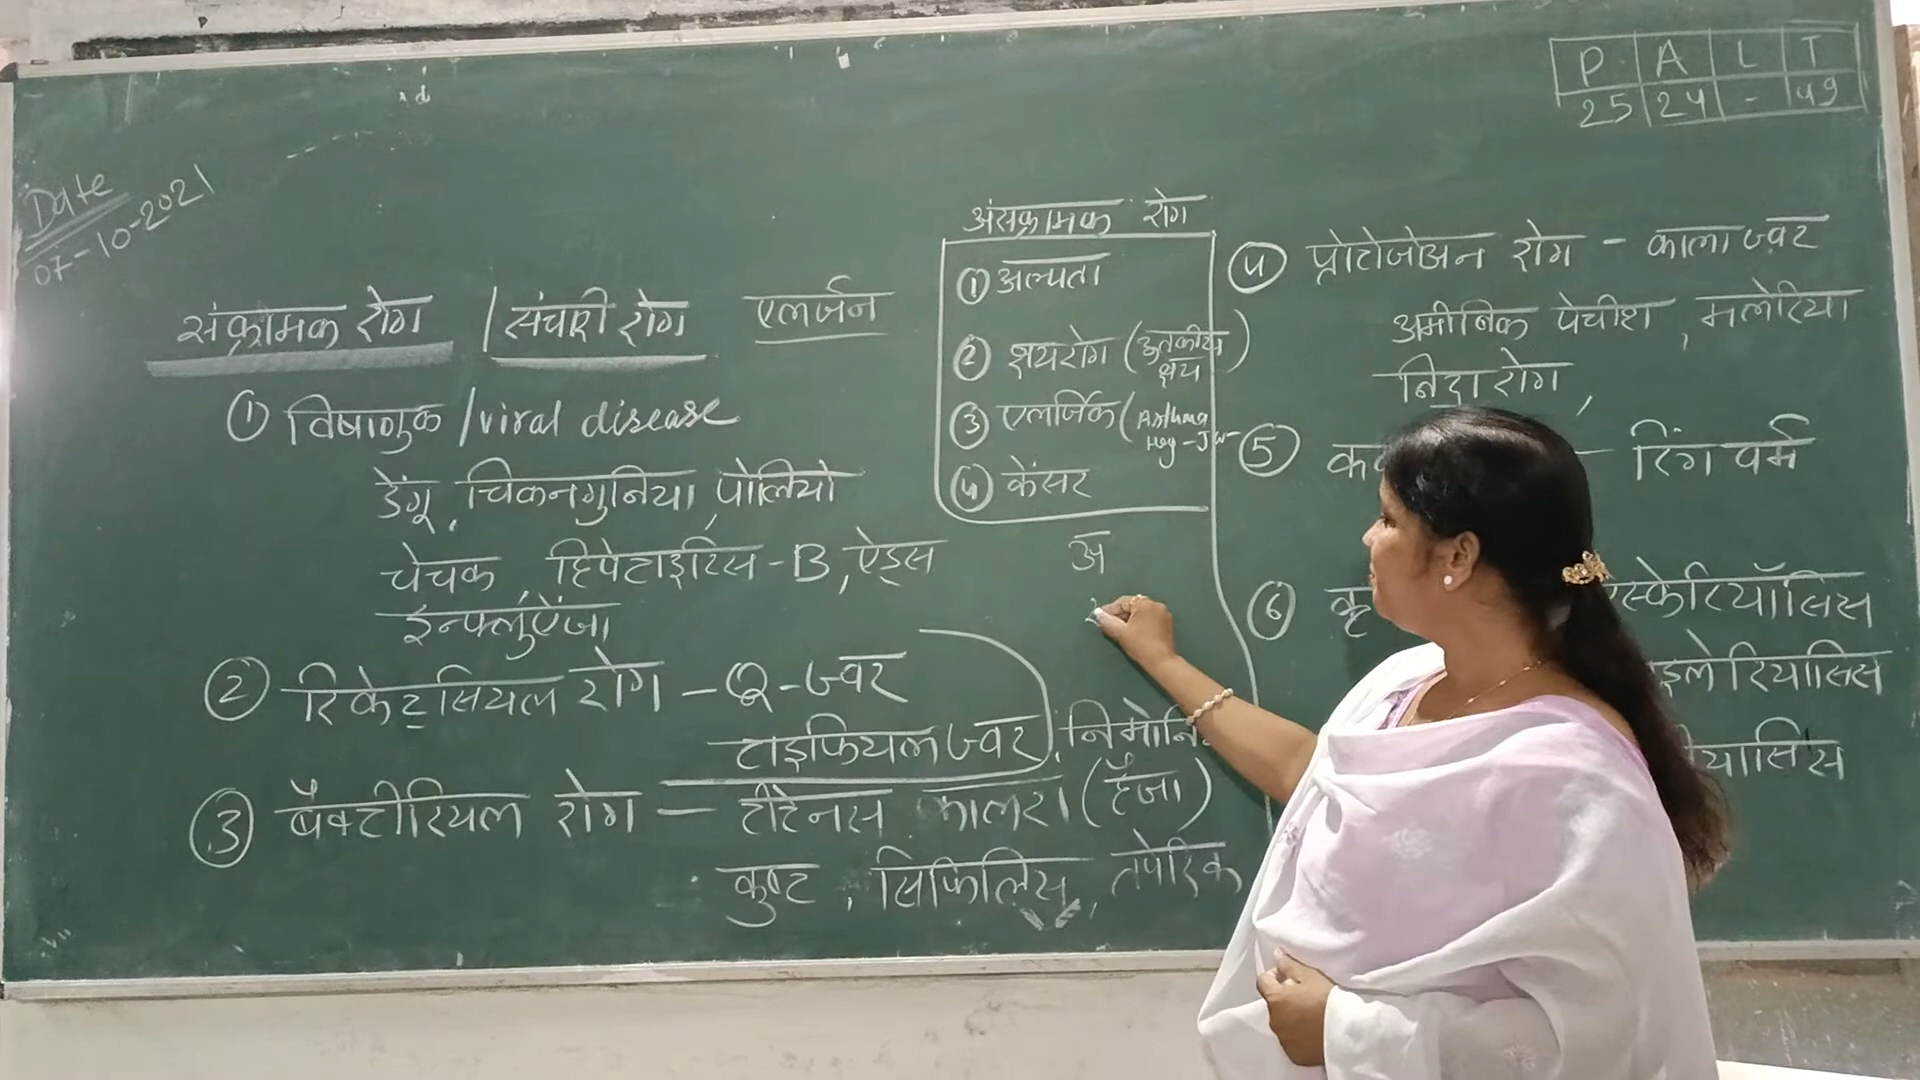 P A L T
25 24 - 49
Date
07-10-2021
संक्रामक रोग / संचारी रोग एलर्जन
① विषाणुक / viral disease
डेंगू, चिकनगुनिया, पोलियो
चेचक, हिपेटाइटिस-B, ऐड्स
इन्फ्लुऐंजा
② रिकेट्सियल रोग - Q-ज्वर
टाइफियल ज्वर
③ बैक्टीरियल रोग = टीटेनस कालरा (हैजा)
कुष्ट, सिफिलिस, तपेदिक
अंसक्रामक रोग
① अल्पता
② क्षयरोग (ऊतकीय क्षय)
③ एलर्जिक (Asthma
④ केंसर
अ
④ प्रोटोजोअन रोग - काला ज्वर
अमीबिक पेचीश, मलेरिया
निद्रा रोग,
⑤ - रिंग वर्म
⑥ कृ स्केरियॉसिस
इलेरियासिस
यासिस